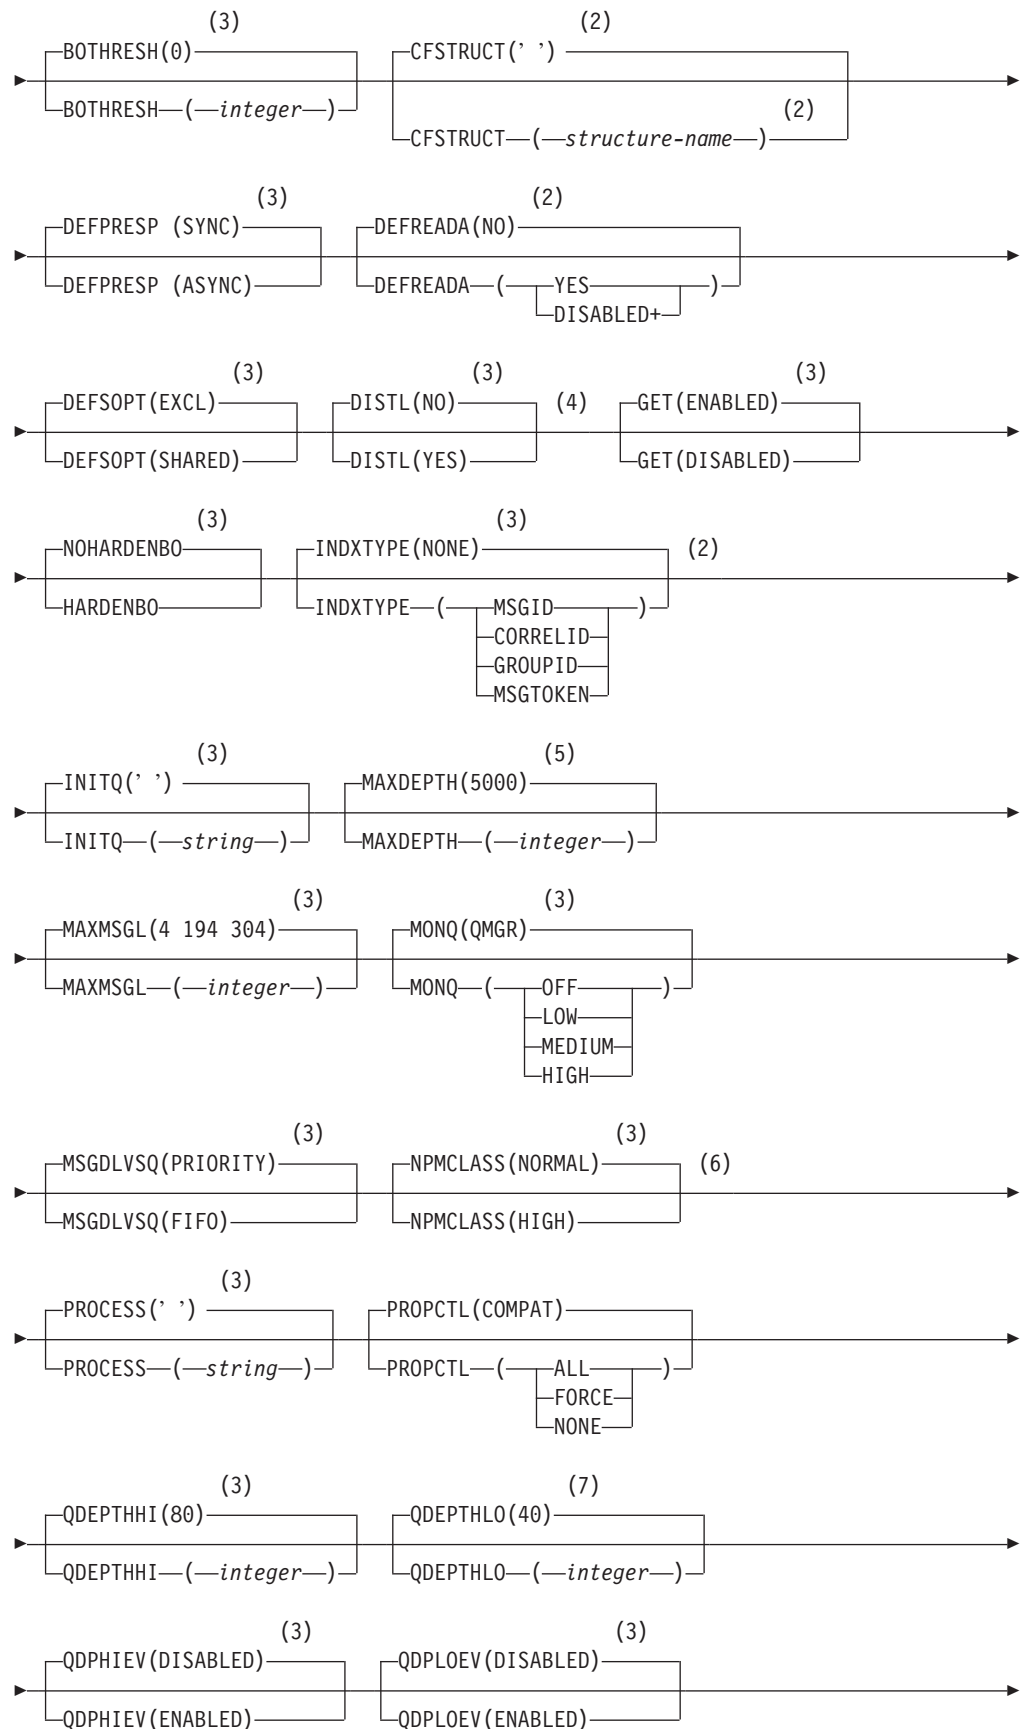 (3) (2)
BOTHRESH(0) CFSTRUCT(’ ’)
BOTHRESH ( integer )
(2)
CFSTRUCT ( structure-name )
(3) (2)
DEFPRESP (SYNC) DEFREADA(NO)
DEFPRESP (ASYNC) DEFREADA ( YES )
DISABLED+
(3) (3) (3)
DEFSOPT(EXCL) DISTL(NO) (4) GET(ENABLED)
DEFSOPT(SHARED) DISTL(YES) GET(DISABLED)
(3) (3)
NOHARDENBO INDXTYPE(NONE) (2)
HARDENBO INDXTYPE ( MSGID )
CORRELID
GROUPID
MSGTOKEN
(3) (5)
INITQ(’ ’) MAXDEPTH(5000)
INITQ ( string ) MAXDEPTH ( integer )
(3) (3)
MAXMSGL(4 194 304) MONQ(QMGR)
MAXMSGL ( integer ) MONQ ( OFF )
LOW
MEDIUM
HIGH
(3) (3)
MSGDLVSQ(PRIORITY) NPMCLASS(NORMAL) (6)
MSGDLVSQ(FIFO) NPMCLASS(HIGH)
(3)
PROCESS(’ ’) PROPCTL(COMPAT)
PROCESS ( string ) PROPCTL ( ALL )
FORCE
NONE
(3) (7)
QDEPTHHI(80) QDEPTHLO(40)
QDEPTHHI ( integer ) QDEPTHLO ( integer )
(3) (3)
QDPHIEV(DISABLED) QDPLOEV(DISABLED)
QDPHIEV(ENABLED) QDPLOEV(ENABLED)